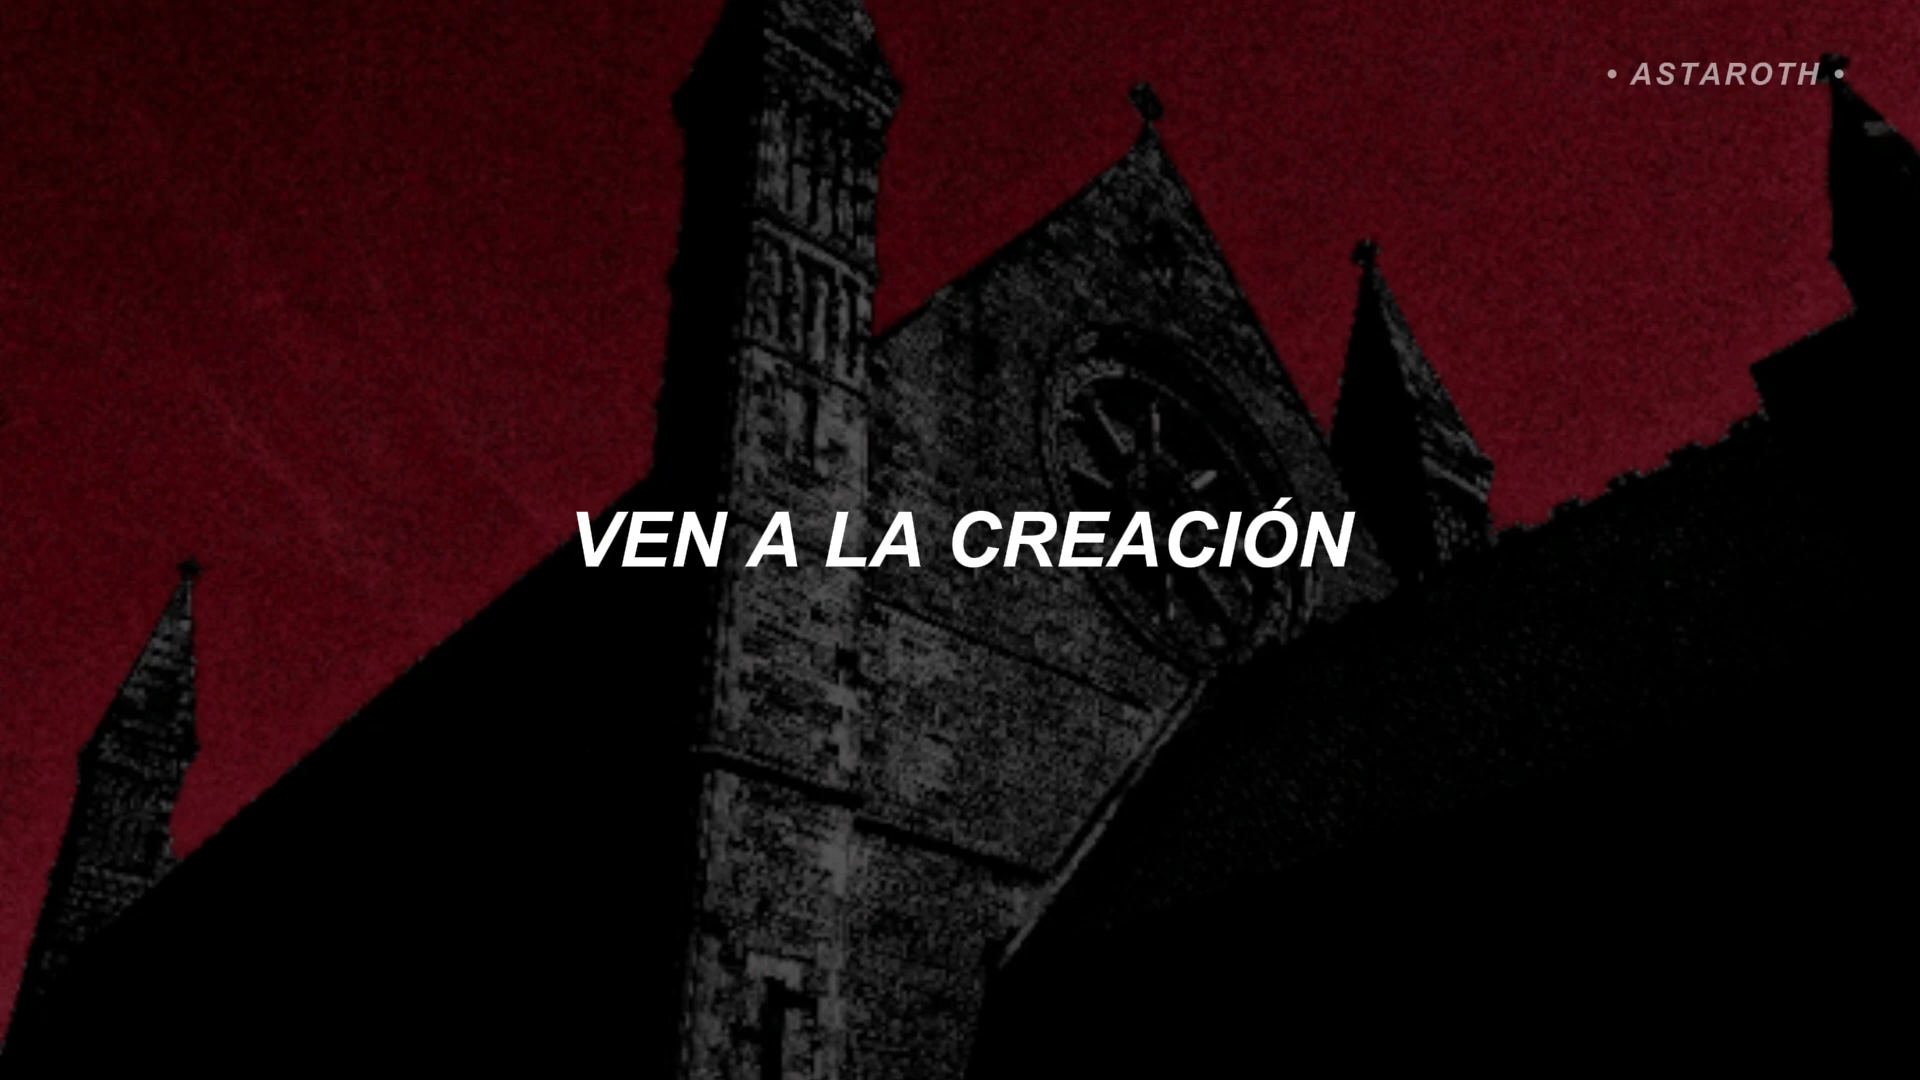 • ASTAROTH •
VEN A LA CREACIÓN